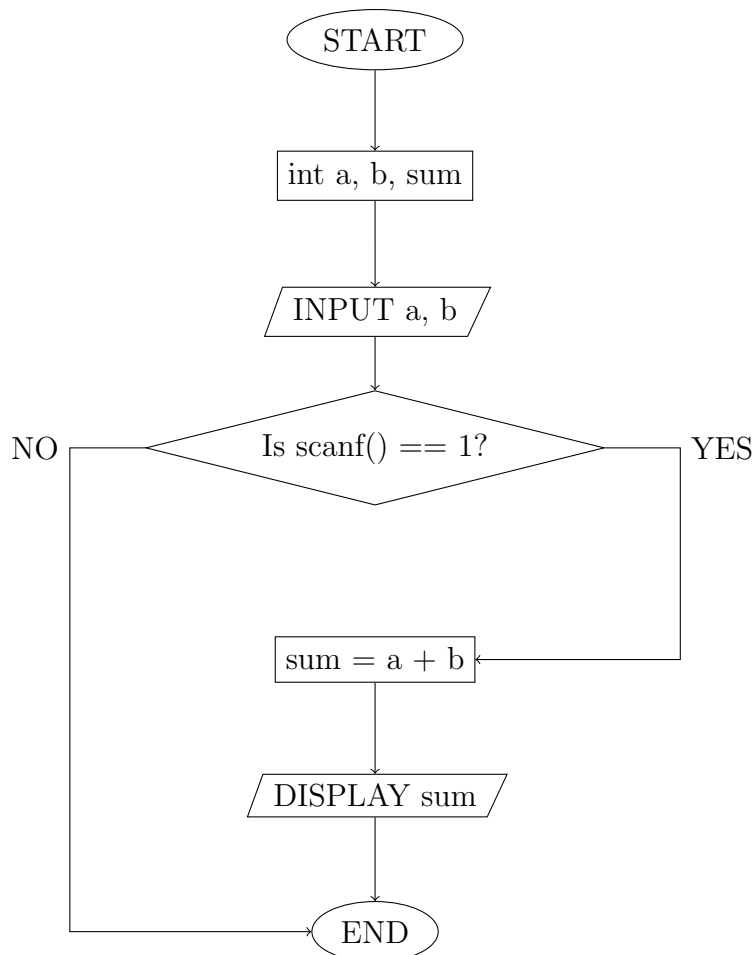 START
int a, b, sum
INPUT a, b
NO
Is scanf() == 1?
YES
sum = a + b
DISPLAY sum
END